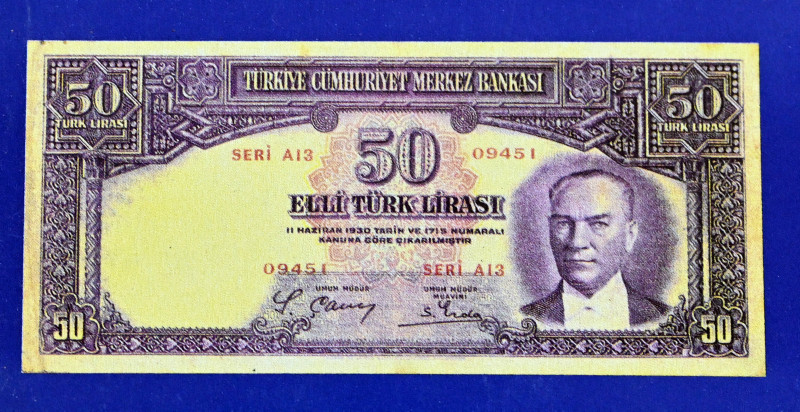 TÜRKİYE CÜMHURİYET MERKEZ BANKASI
50 50
TÜRK LİRASI TÜRK LİRASI
SERİ A13 50 09451
ELLİ TÜRK LİRASI
11 HAZİRAN 1930 TARİH VE 1715 NUMARALI
KANUNA GÖRE ÇIKARILMIŞTIR
09451 SERİ A13
UMUM MÜDÜR UMUM MÜDÜR
MUAVİNİ
50 50